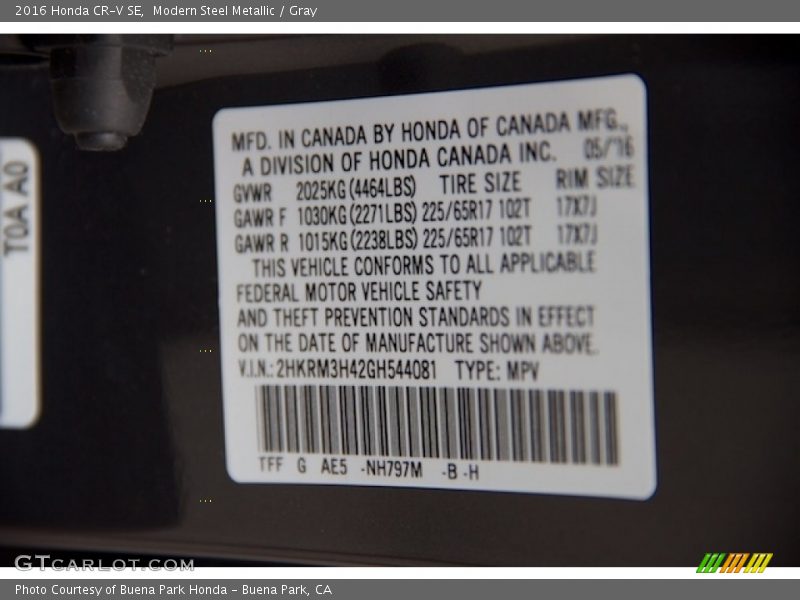 2016 Honda CR-V SE, Modern Steel Metallic / Gray
T0A A0
MFD. IN CANADA BY HONDA OF CANADA MFG.,
A DIVISION OF HONDA CANADA INC. 05/'16
GVWR 2025KG(4464LBS) TIRE SIZE RIM SIZE
GAWR F 1030KG(2271LBS) 225/65R17 102T 17X7J
GAWR R 1015KG(2238LBS) 225/65R17 102T 17X7J
THIS VEHICLE CONFORMS TO ALL APPLICABLE
FEDERAL MOTOR VEHICLE SAFETY
AND THEFT PREVENTION STANDARDS IN EFFECT
ON THE DATE OF MANUFACTURE SHOWN ABOVE.
V.I.N.: 2HKRM3H42GH544081 TYPE: MPV
TFF G AE5 -NH797M -B -H
GTCARLOT.COM
Photo Courtesy of Buena Park Honda - Buena Park, CA